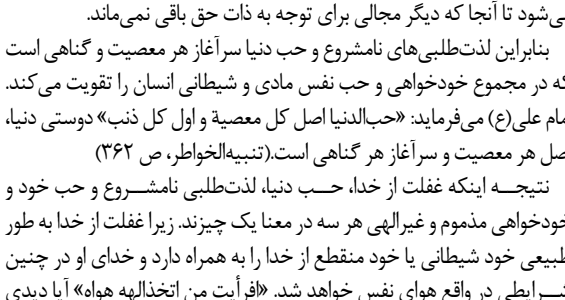 می‌شود تا آنجا که دیگر مجالی برای توجه به ذات حق باقی نمی‌ماند.
بنابراین لذت‌طلبی‌های نامشروع و حب دنیا سرآغاز هر معصیت و گناهی است
که در مجموع خودخواهی و حب نفس مادی و شیطانی انسان را تقویت می‌کند.
امام علی(ع) می‌فرماید: «حب‌الدنیا اصل کل معصیة و اول کل ذنب» دوستی دنیا،
اصل هر معصیت و سرآغاز هر گناهی است.(تنبیه‌الخواطر، ص ۳۶۲)
نتیجــه اینکه غفلت از خدا، حــب دنیا، لذت‌طلبی نامشــروع و حب خود و
خودخواهی مذموم و غیرالهی هر سه در معنا یک چیزند. زیرا غفلت از خدا به طور
طبیعی خود شیطانی یا خود منقطع از خدا را به همراه دارد و خدای او در چنین
شــرایطی در واقع هوای نفس خواهد شد. «افرأیت من اتخذالهه هواه» آیا دیدی